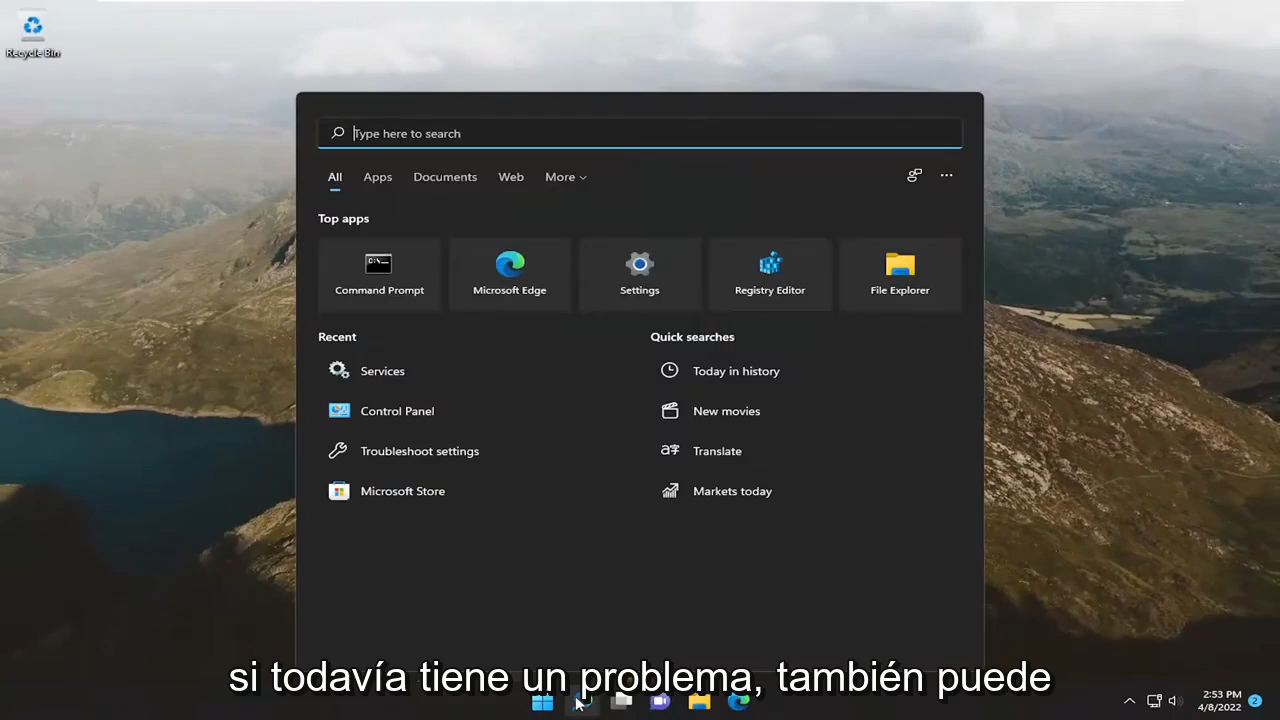 Recycle Bin
Type here to search
All Apps Documents Web More
Top apps
Command Prompt Microsoft Edge Settings Registry Editor File Explorer
Recent Quick searches
Services Today in history
Control Panel New movies
Troubleshoot settings Translate
Microsoft Store Markets today
si todavía tiene un problema, también puede
2:53 PM
4/8/2022 2